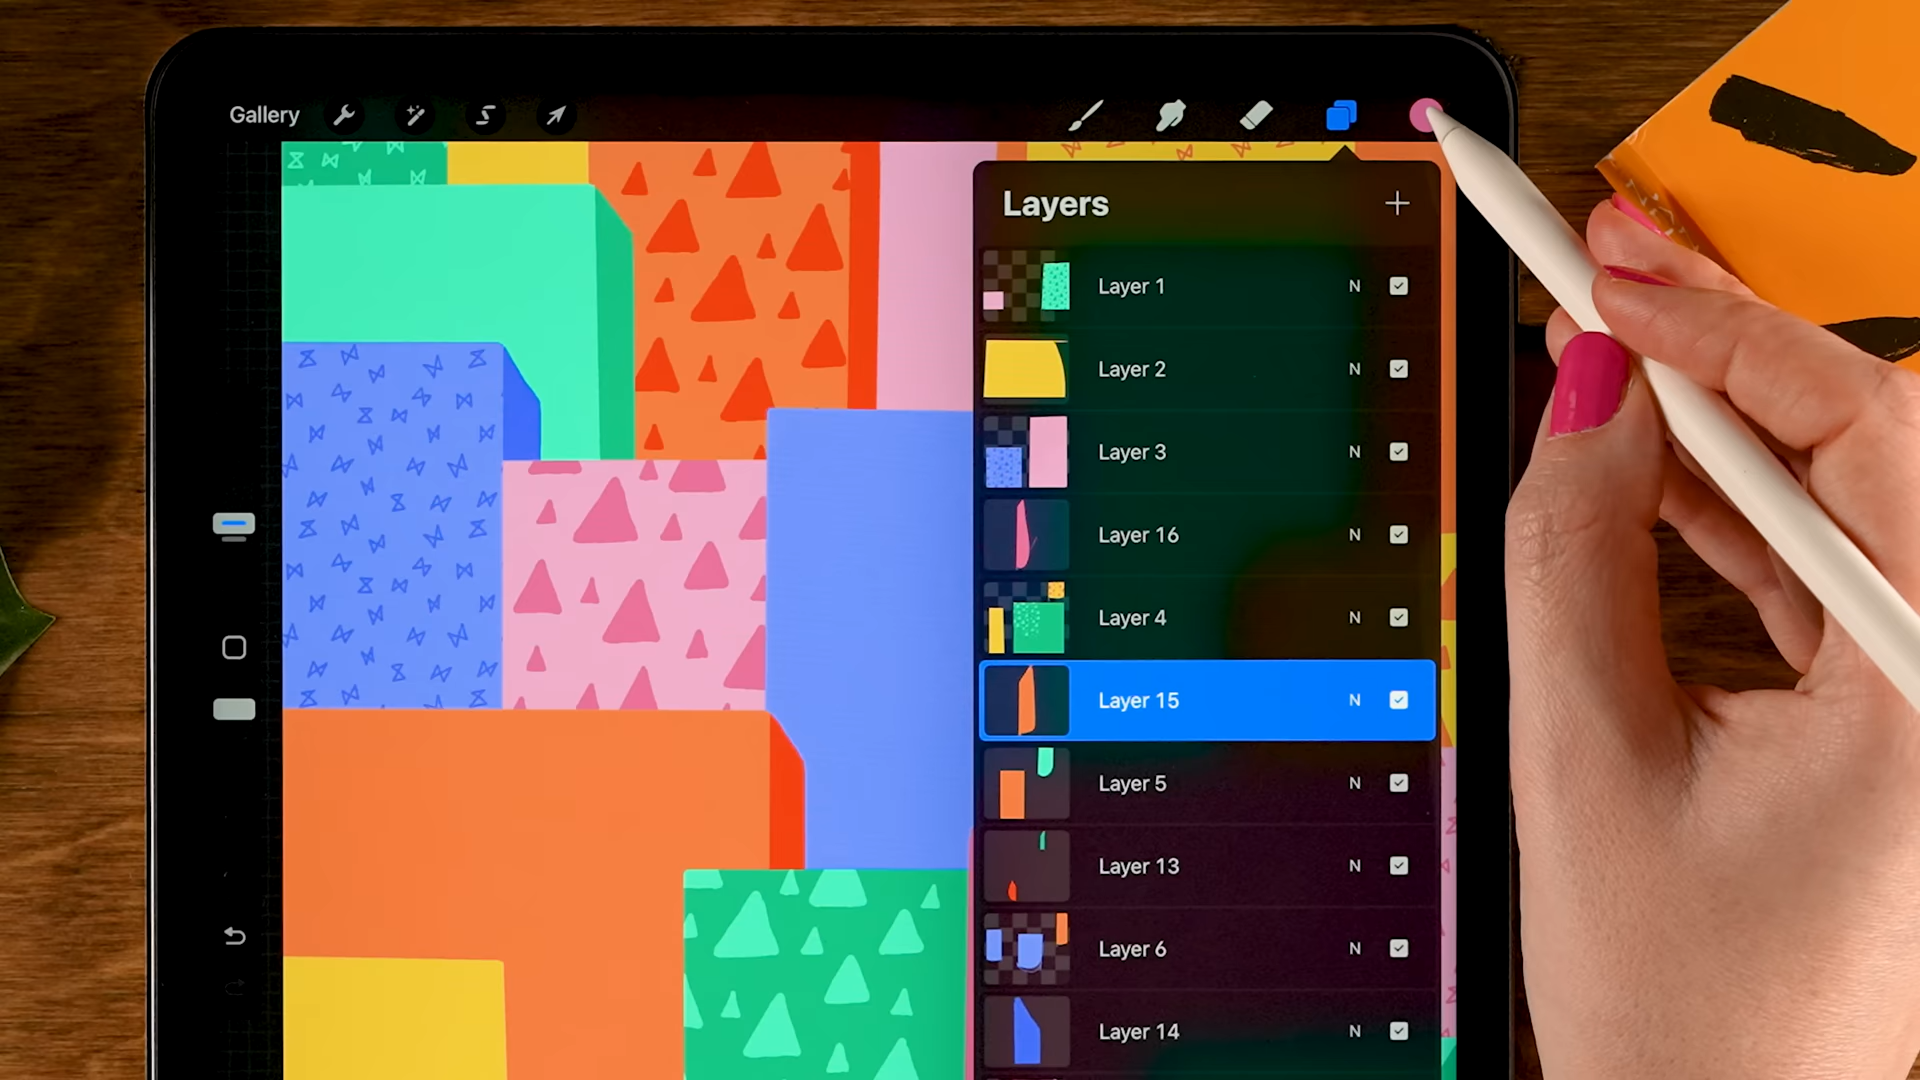 Gallery
Layers
Layer 1 N
Layer 2 N
Layer 3 N
Layer 16 N
Layer 4 N
Layer 15 N
Layer 5 N
Layer 13 N
Layer 6 N
Layer 14 N